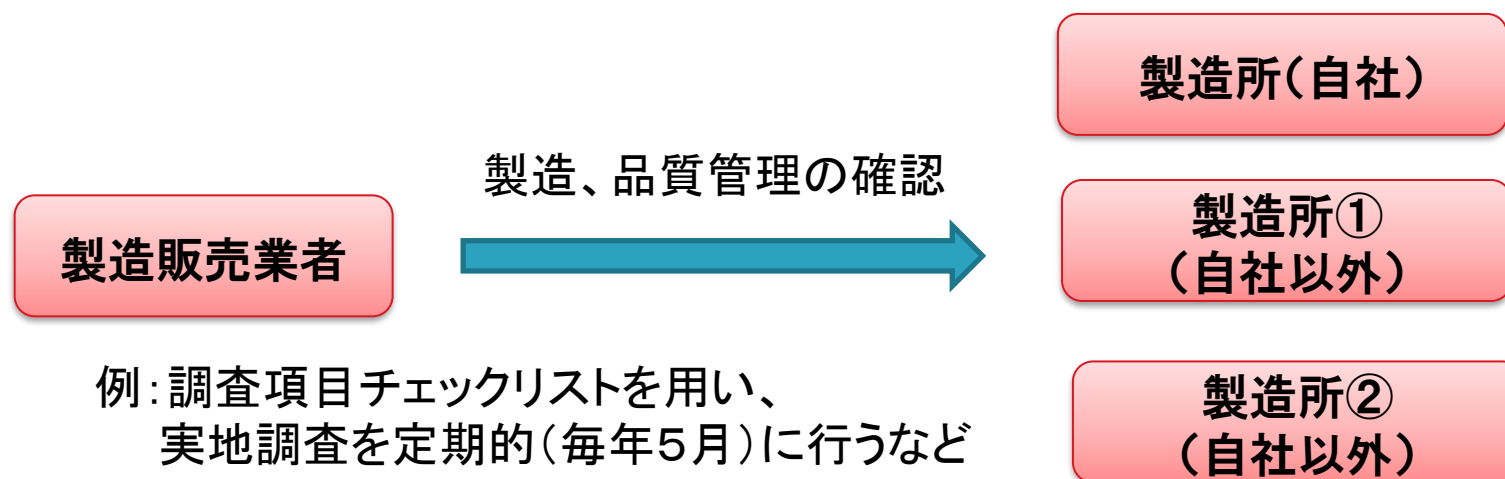 製造所(自社)
製造、品質管理の確認
製造販売業者
製造所①
(自社以外)
例:調査項目チェックリストを用い、
実地調査を定期的(毎年5月)に行うなど
製造所②
(自社以外)